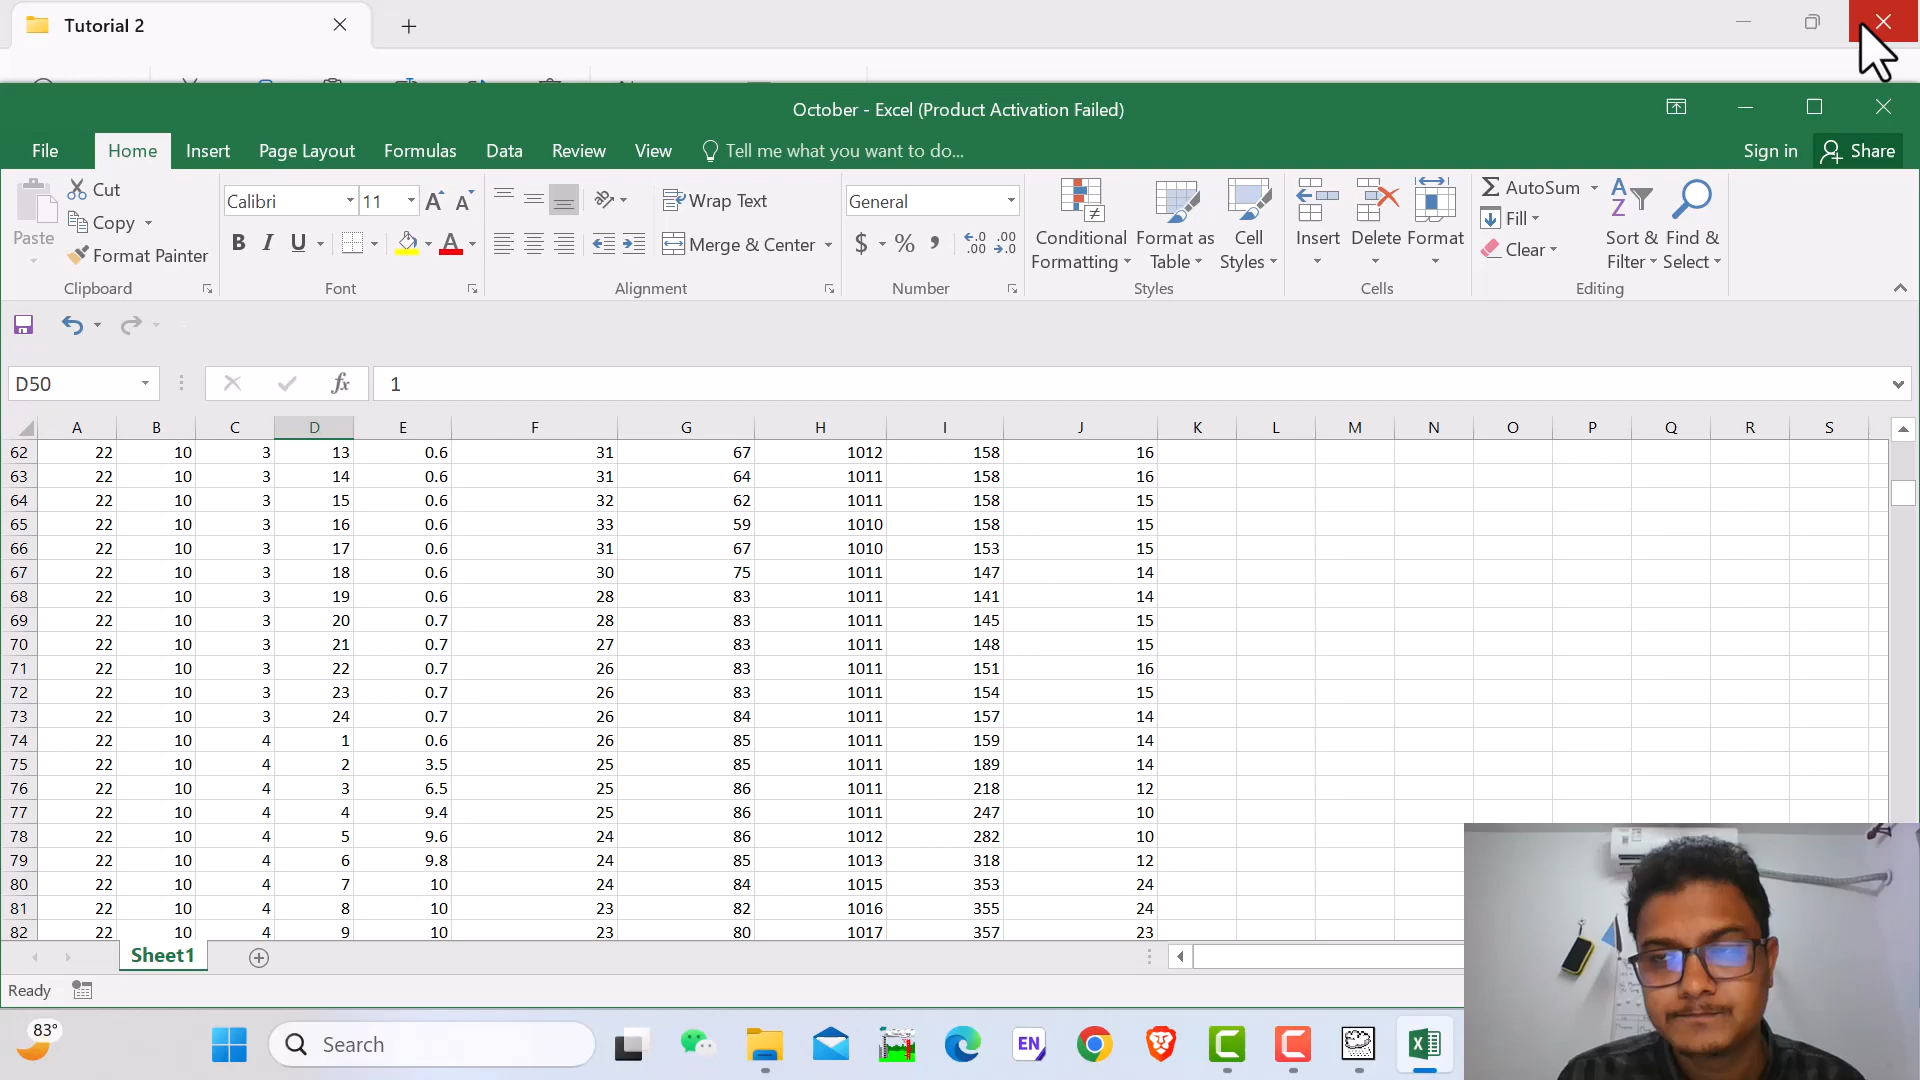 Tutorial 2
October - Excel (Product Activation Failed)
File Home Insert Page Layout Formulas Data Review View Tell me what you want to do... Sign in Share
Paste Cut Copy Format Painter Clipboard
Calibri 11 B I U A Font
Wrap Text Merge & Center Alignment
General $ % Number
Conditional Formatting Format as Table Cell Styles Styles
Insert Delete Format Cells
AutoSum Fill Clear Sort & Filter Find & Select Editing
D50 fx 1
A B C D E F G H I J K L M N O P Q R S
62 22 10 3 13 0.6 31 67 1012 158 16
63 22 10 3 14 0.6 31 64 1011 158 16
64 22 10 3 15 0.6 32 62 1011 158 15
65 22 10 3 16 0.6 33 59 1010 158 15
66 22 10 3 17 0.6 31 67 1010 153 15
67 22 10 3 18 0.6 30 75 1011 147 14
68 22 10 3 19 0.6 28 83 1011 141 14
69 22 10 3 20 0.7 28 83 1011 145 15
70 22 10 3 21 0.7 27 83 1011 148 15
71 22 10 3 22 0.7 26 83 1011 151 16
72 22 10 3 23 0.7 26 83 1011 154 15
73 22 10 3 24 0.7 26 84 1011 157 14
74 22 10 4 1 0.6 26 85 1011 159 14
75 22 10 4 2 3.5 25 85 1011 189 14
76 22 10 4 3 6.5 25 86 1011 218 12
77 22 10 4 4 9.4 25 86 1011 247 10
78 22 10 4 5 9.6 24 86 1012 282 10
79 22 10 4 6 9.8 24 85 1013 318 12
80 22 10 4 7 10 24 84 1015 353 24
81 22 10 4 8 10 23 82 1016 355 24
82 22 10 4 9 10 23 80 1017 357 23
Sheet1
Ready
83° Search EN